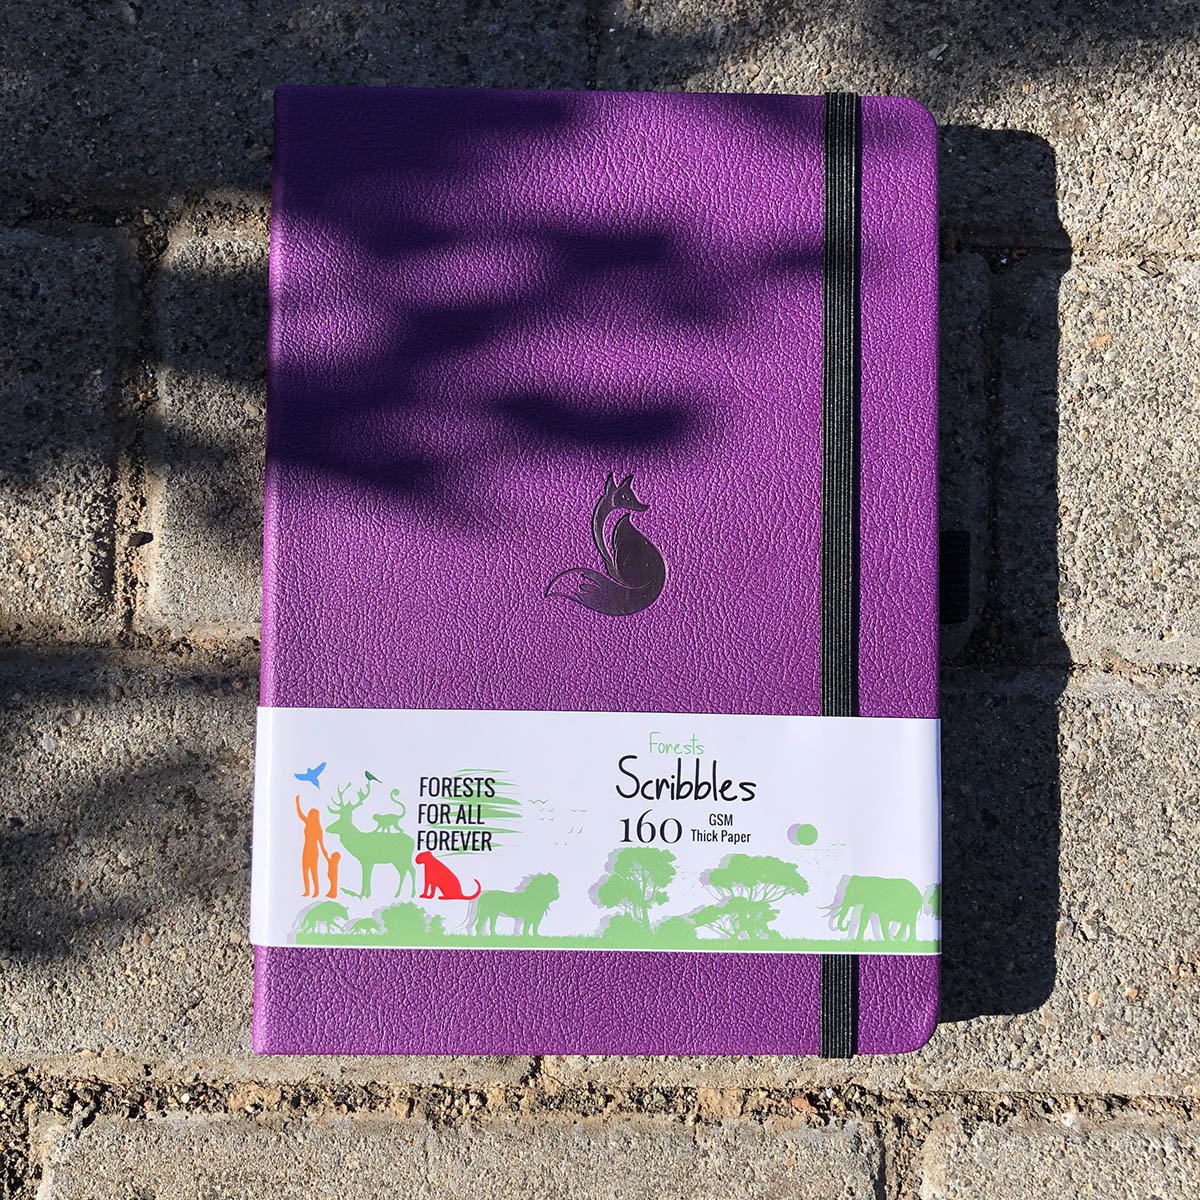 FORESTS
FOR ALL
FOREVER
Forests
Scribbles
160 GSM
Thick Paper